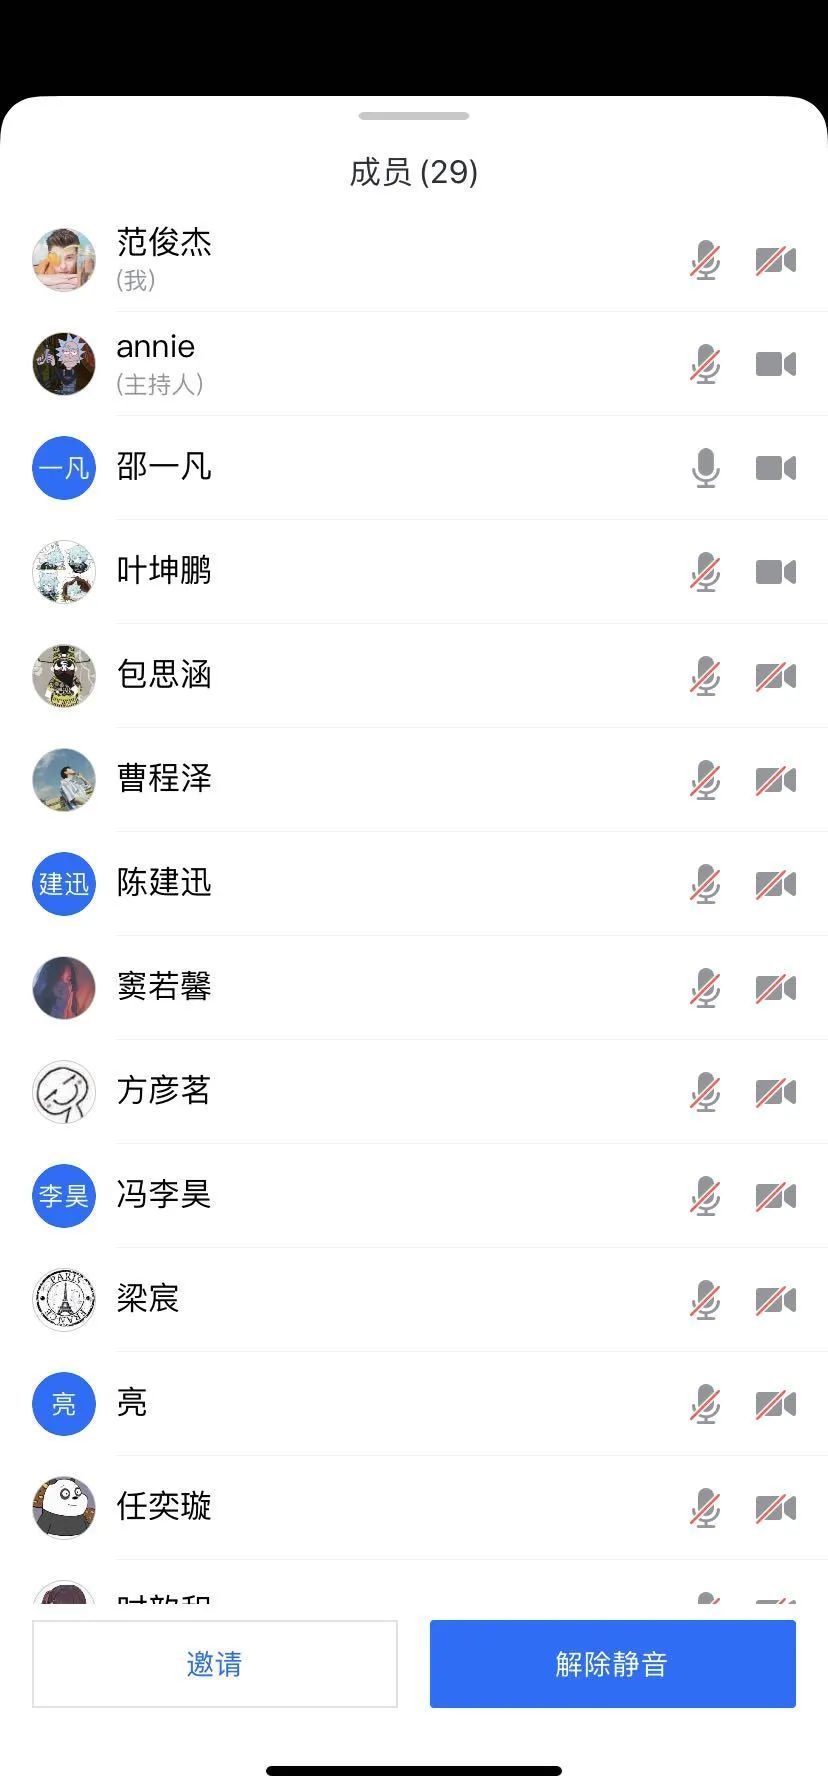 成员 (29)
范俊杰
(我)
annie
(主持人)
一凡
邵一凡
叶坤鹏
包思涵
曹程泽
建迅
陈建迅
窦若馨
方彦茗
李昊
冯李昊
PARIS
FRANCE
梁宸
亮
亮
任奕璇
邀请
解除静音